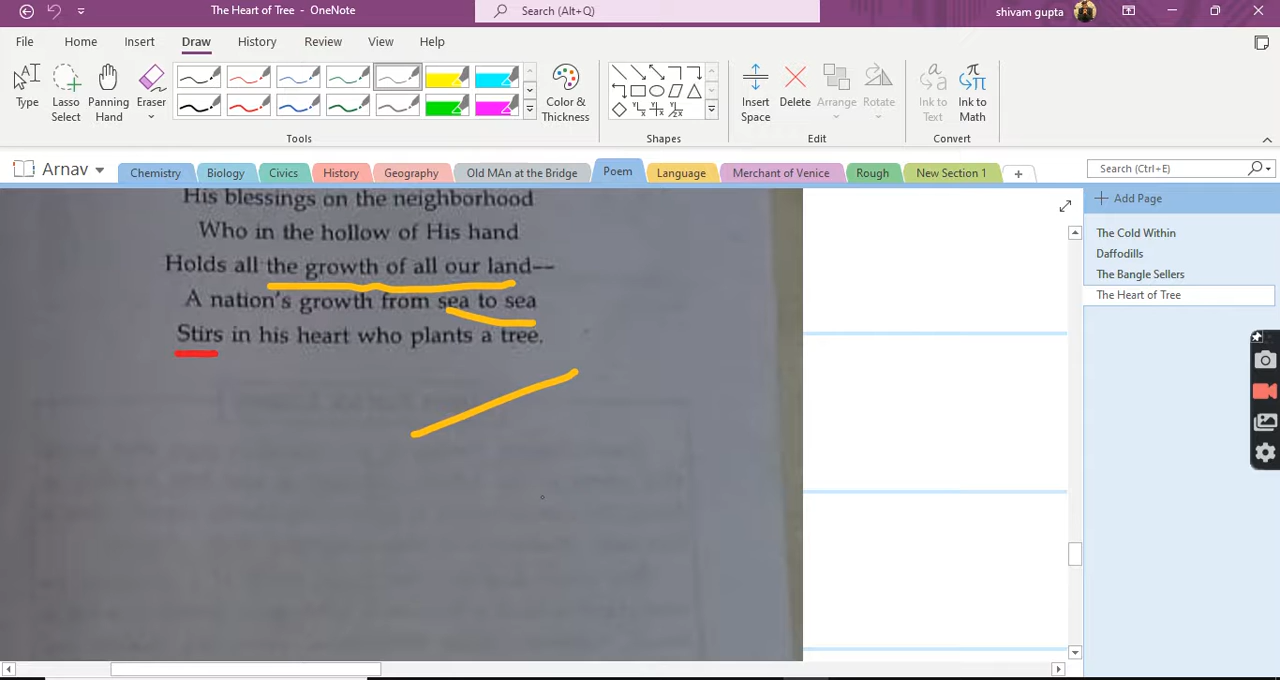 The Heart of Tree - OneNote
Search (Alt+Q)
shivam gupta
File Home Insert Draw History Review View Help
Type
Lasso Select
Panning Hand
Eraser
Color & Thickness
Insert Space
Delete
Arrange
Rotate
Ink to Text
Ink to Math
Tools
Shapes
Edit
Convert
Arnav
Chemistry Biology Civics History Geography Old MAn at the Bridge Poem Language Merchant of Venice Rough New Section 1
Search (Ctrl+E)
Add Page
The Cold Within
Daffodills
The Bangle Sellers
The Heart of Tree
His blessings on the neighborhood
Who in the hollow of His hand
Holds all the growth of all our land—
A nation's growth from sea to sea
Stirs in his heart who plants a tree.